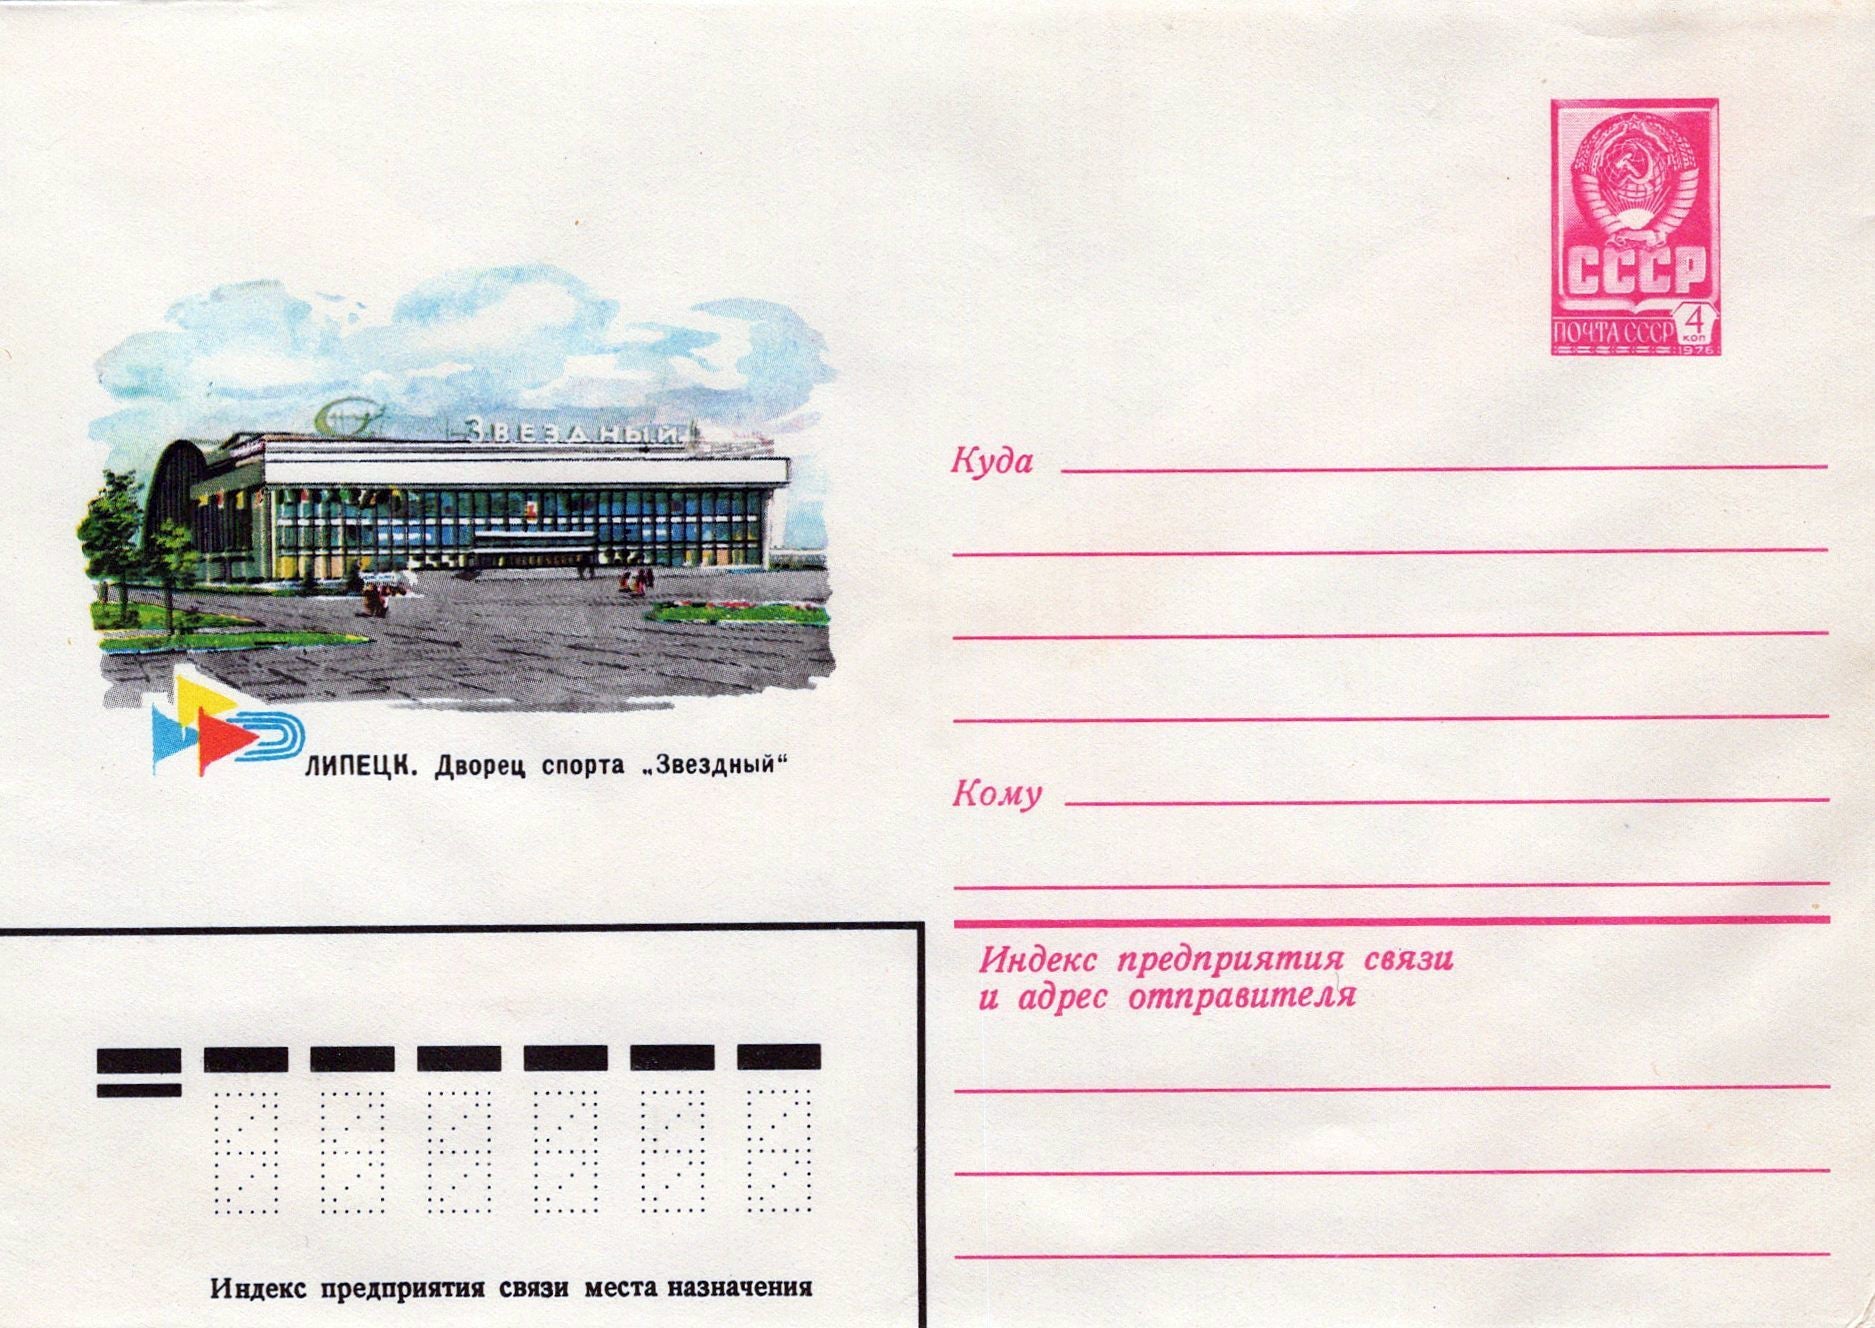 СССР
ПОЧТА СССР 4 коп
1976
ЗВЕЗДНЫЙ
Куда
ЛИПЕЦК. Дворец спорта „Звездный“
Кому
Индекс предприятия связи
и адрес отправителя
Индекс предприятия связи места назначения